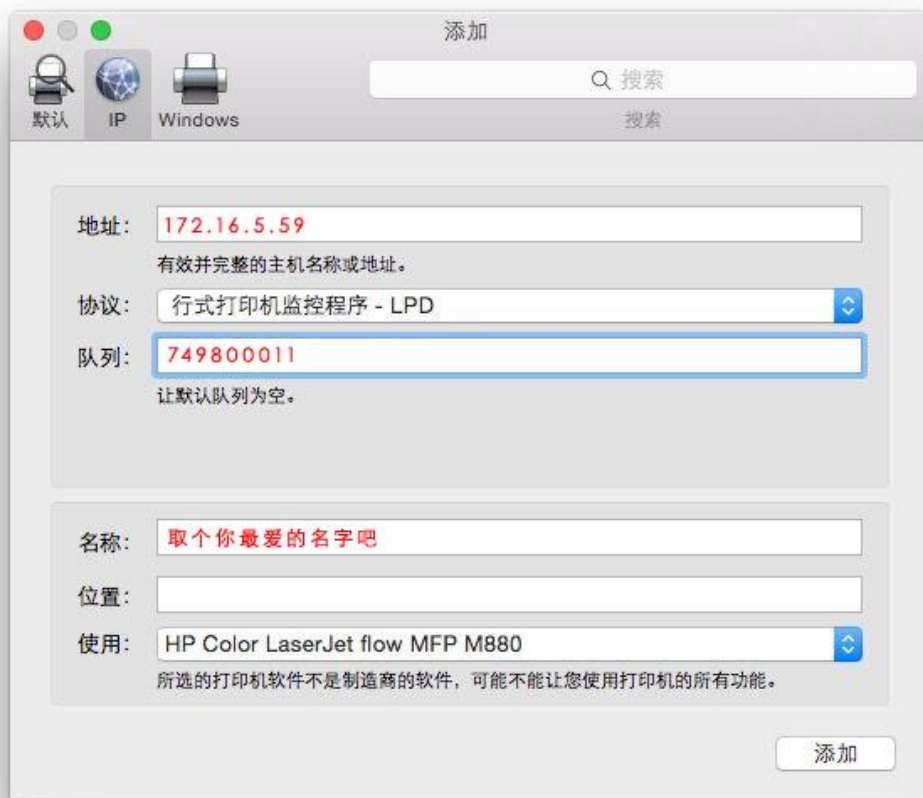 添加
搜索
默认 IP Windows 搜索
地址： 172.16.5.59
有效并完整的主机名称或地址。
协议： 行式打印机监控程序 - LPD
队列： 749800011
让默认队列为空。
名称： 取个你最爱的名字吧
位置：
使用： HP Color LaserJet flow MFP M880
所选的打印机软件不是制造商的软件，可能不能让您使用打印机的所有功能。
添加